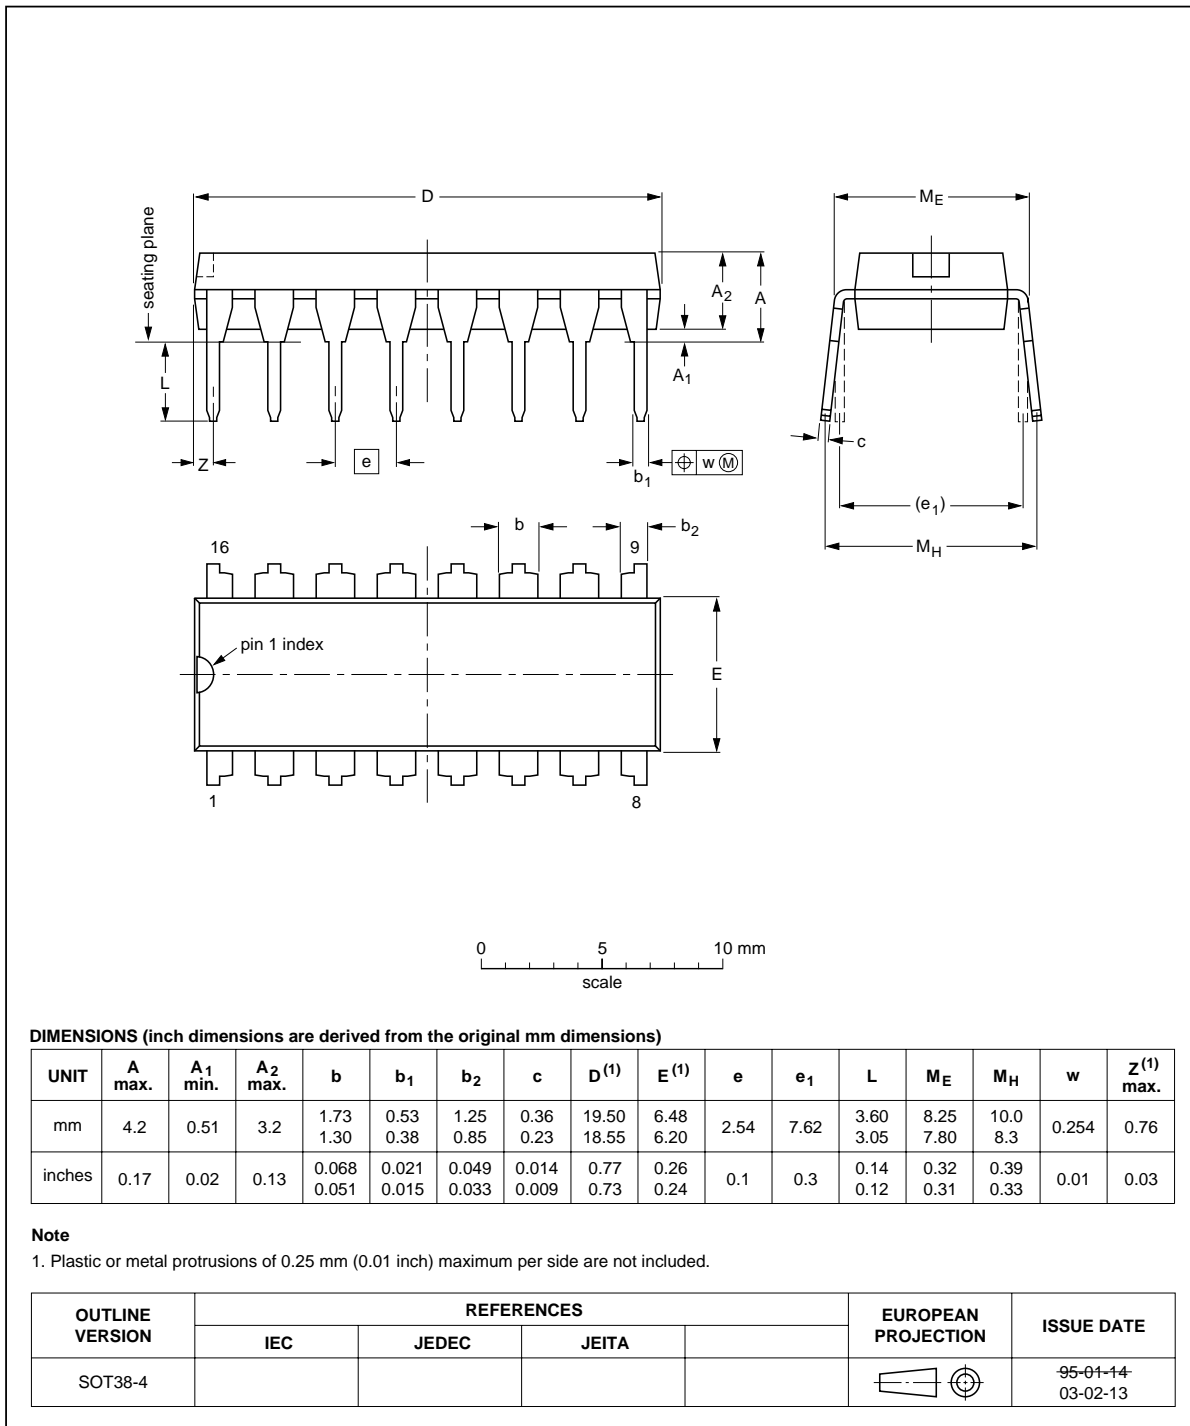 D
M_E
seating plane
A_2
A
A_1
L
c
Z
e
b_1
w M
(e_1)
M_H
b
b_2
16
9
pin 1 index
E
1
8
0 5 10 mm
scale
DIMENSIONS (inch dimensions are derived from the original mm dimensions)
UNIT A max. A1 min. A2 max. b b1 b2 c D(1) E(1) e e1 L ME MH w Z(1) max.
mm 4.2 0.51 3.2 1.73 1.30 0.53 0.38 1.25 0.85 0.36 0.23 19.50 18.55 6.48 6.20 2.54 7.62 3.60 3.05 8.25 7.80 10.0 8.3 0.254 0.76
inches 0.17 0.02 0.13 0.068 0.051 0.021 0.015 0.049 0.033 0.014 0.009 0.77 0.73 0.26 0.24 0.1 0.3 0.14 0.12 0.32 0.31 0.39 0.33 0.01 0.03
Note
1. Plastic or metal protrusions of 0.25 mm (0.01 inch) maximum per side are not included.
OUTLINE VERSION REFERENCES EUROPEAN PROJECTION ISSUE DATE
IEC JEDEC JEITA
SOT38-4 95-01-14
03-02-13